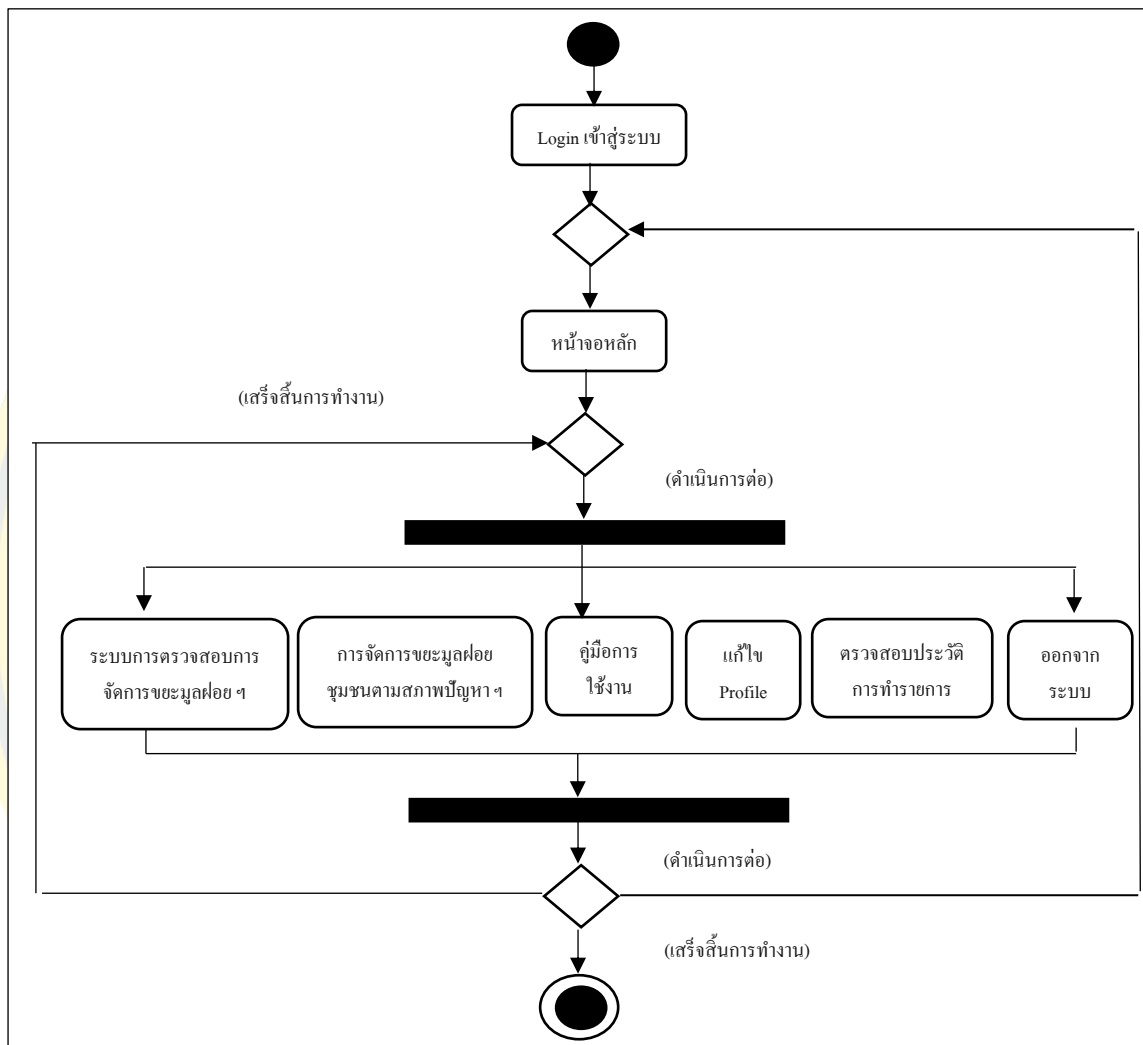 Login เข้าสู่ระบบ
หน้าจอหลัก
(เสร็จสิ้นการทำงาน)
(ดำเนินการต่อ)
ระบบการตรวจสอบการ
จัดการขยะมูลฝอย ฯ
การจัดการขยะมูลฝอย
ชุมชนตามสภาพปัญหา ฯ
คู่มือการ
ใช้งาน
แก้ไข
Profile
ตรวจสอบประวัติ
การทำรายการ
ออกจาก
ระบบ
(ดำเนินการต่อ)
(เสร็จสิ้นการทำงาน)